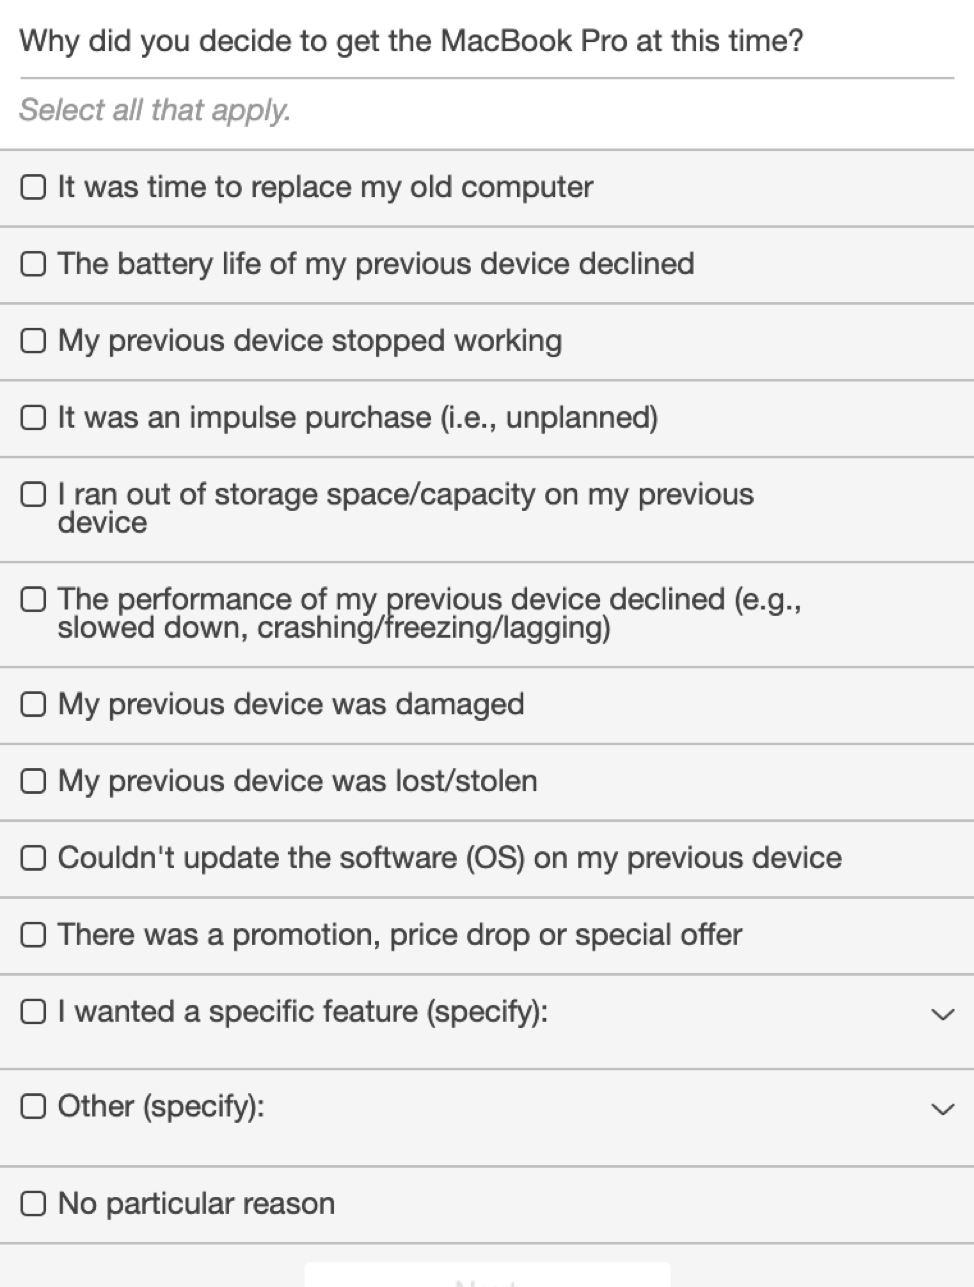 Why did you decide to get the MacBook Pro at this time?
Select all that apply.
It was time to replace my old computer
The battery life of my previous device declined
My previous device stopped working
It was an impulse purchase (i.e., unplanned)
I ran out of storage space/capacity on my previous
device
The performance of my previous device declined (e.g.,
slowed down, crashing/freezing/lagging)
My previous device was damaged
My previous device was lost/stolen
Couldn't update the software (OS) on my previous device
There was a promotion, price drop or special offer
I wanted a specific feature (specify):
Other (specify):
No particular reason